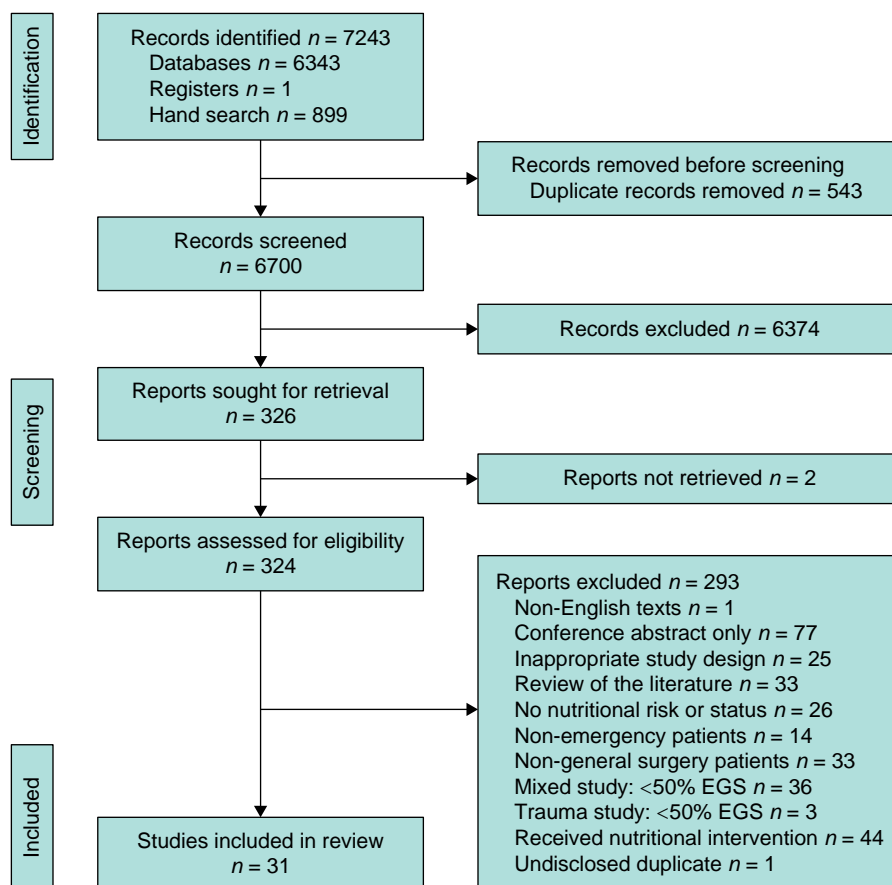 Identification
Records identified n = 7243
Databases n = 6343
Registers n = 1
Hand search n = 899
Records removed before screening
Duplicate records removed n = 543
Records screened
n = 6700
Records excluded n = 6374
Screening
Reports sought for retrieval
n = 326
Reports not retrieved n = 2
Reports assessed for eligibility
n = 324
Reports excluded n = 293
Non-English texts n = 1
Conference abstract only n = 77
Inappropriate study design n = 25
Review of the literature n = 33
No nutritional risk or status n = 26
Non-emergency patients n = 14
Non-general surgery patients n = 33
Mixed study: <50% EGS n = 36
Trauma study: <50% EGS n = 3
Received nutritional intervention n = 44
Undisclosed duplicate n = 1
Included
Studies included in review
n = 31